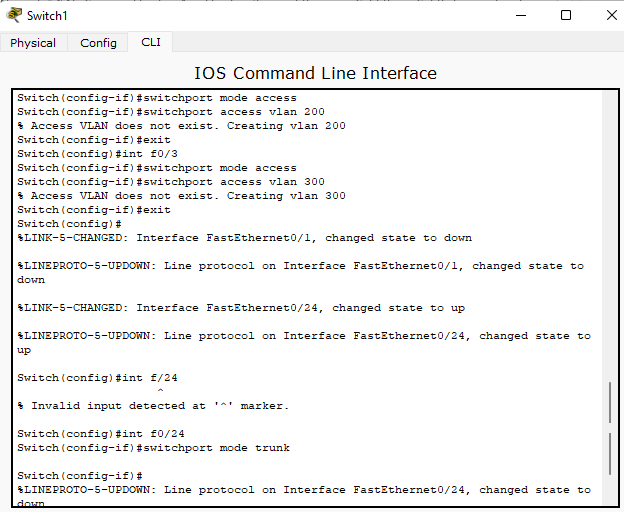 Switch1
Physical Config CLI
IOS Command Line Interface
Switch(config-if)#switchport mode access
Switch(config-if)#switchport access vlan 200
% Access VLAN does not exist. Creating vlan 200
Switch(config-if)#exit
Switch(config)#int f0/3
Switch(config-if)#switchport mode access
Switch(config-if)#switchport access vlan 300
% Access VLAN does not exist. Creating vlan 300
Switch(config-if)#exit
Switch(config)#
%LINK-5-CHANGED: Interface FastEthernet0/1, changed state to down
%LINEPROTO-5-UPDOWN: Line protocol on Interface FastEthernet0/1, changed state to
down
%LINK-5-CHANGED: Interface FastEthernet0/24, changed state to up
%LINEPROTO-5-UPDOWN: Line protocol on Interface FastEthernet0/24, changed state to
up
Switch(config)#int f/24
^
% Invalid input detected at '^' marker.
Switch(config)#int f0/24
Switch(config-if)#switchport mode trunk
Switch(config-if)#
%LINEPROTO-5-UPDOWN: Line protocol on Interface FastEthernet0/24, changed state to
down